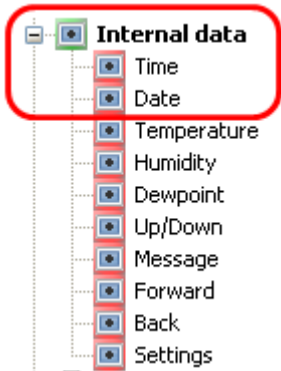 Internal data
Time
Date
Temperature
Humidity
Dewpoint
Up/Down
Message
Forward
Back
Settings